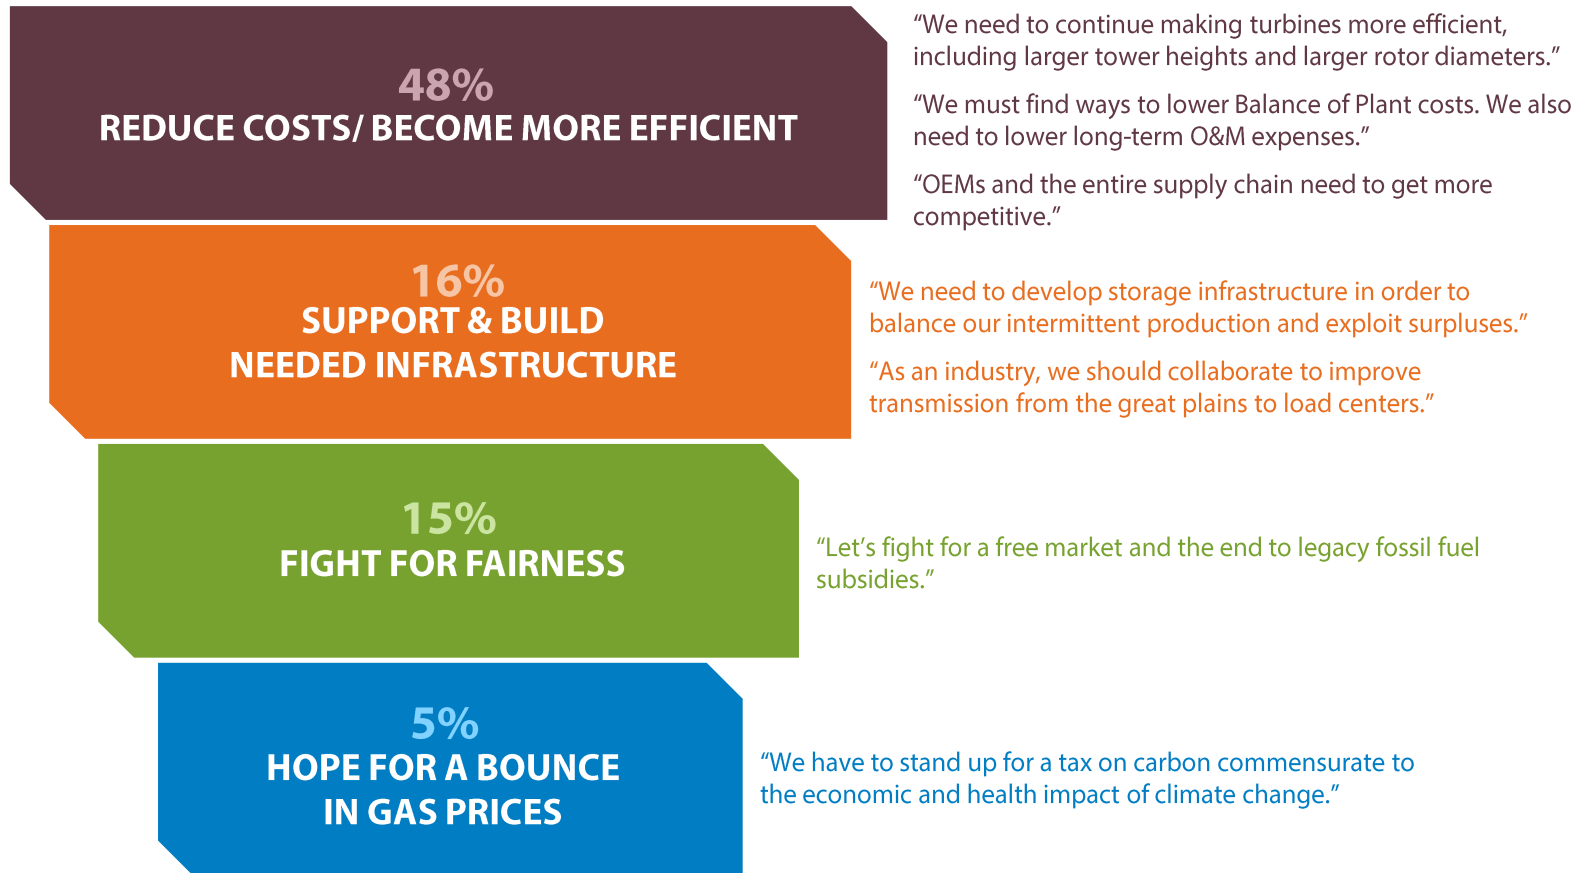 48%
REDUCE COSTS/ BECOME MORE EFFICIENT
“We need to continue making turbines more efficient,
including larger tower heights and larger rotor diameters.”
“We must find ways to lower Balance of Plant costs. We also
need to lower long-term O&M expenses.”
“OEMs and the entire supply chain need to get more
competitive.”
16%
SUPPORT & BUILD
NEEDED INFRASTRUCTURE
“We need to develop storage infrastructure in order to
balance our intermittent production and exploit surpluses.”
“As an industry, we should collaborate to improve
transmission from the great plains to load centers.”
15%
FIGHT FOR FAIRNESS
“Let’s fight for a free market and the end to legacy fossil fuel
subsidies.”
5%
HOPE FOR A BOUNCE
IN GAS PRICES
“We have to stand up for a tax on carbon commensurate to
the economic and health impact of climate change.”